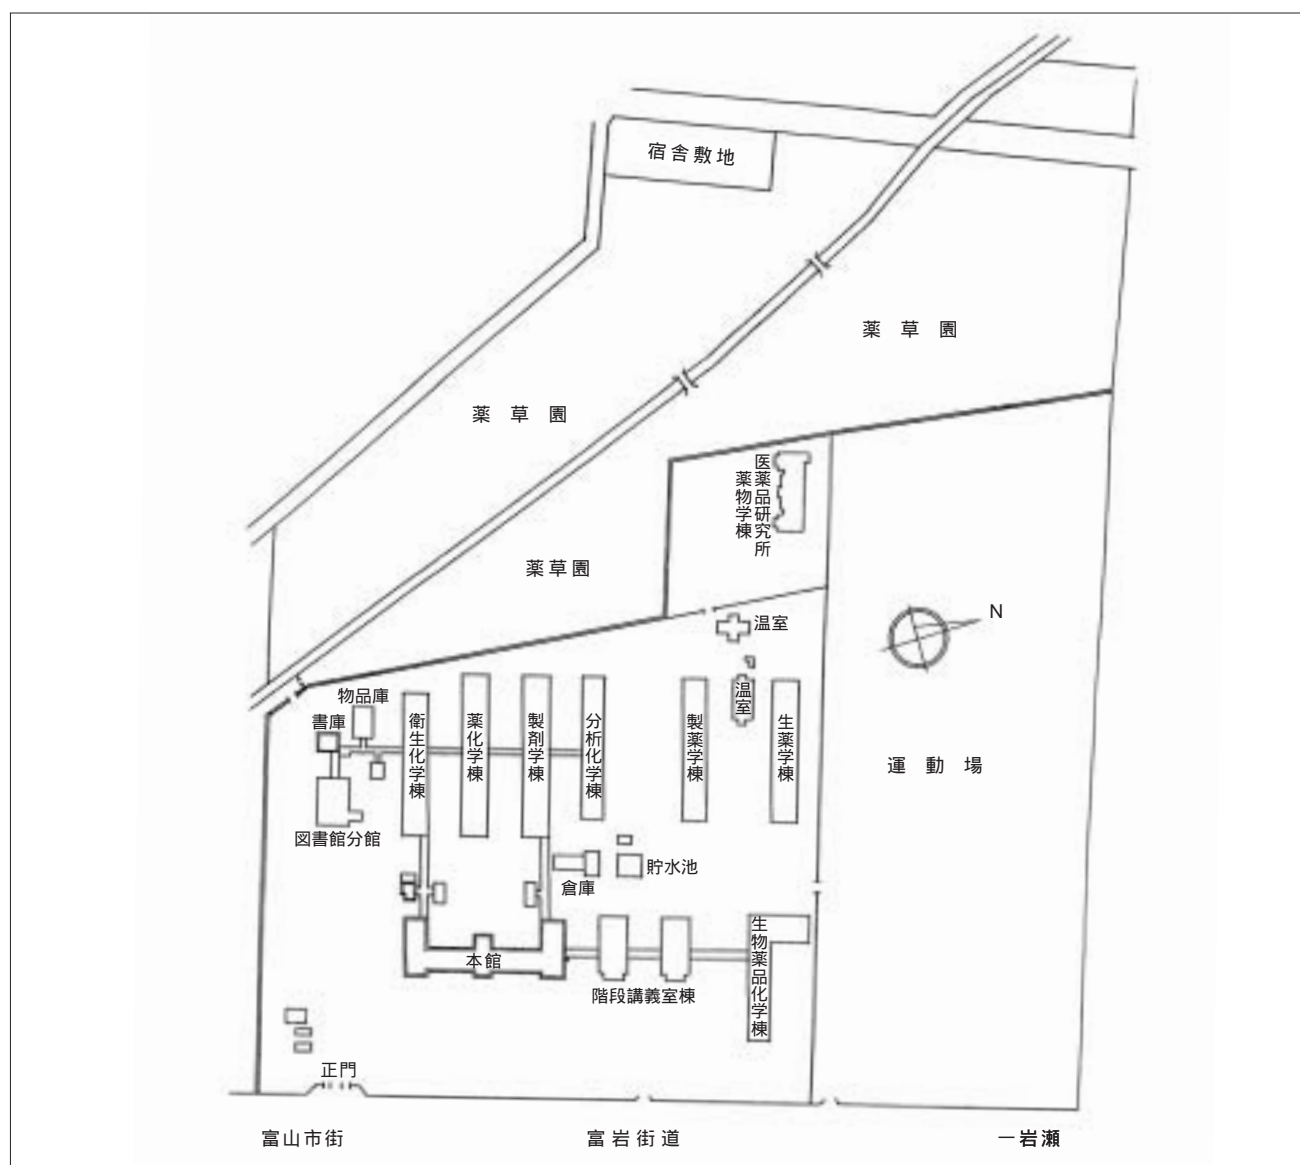 宿舎敷地
薬草園
薬草園
医薬品研究所
薬物学棟
薬草園
温室
N
物品庫
書庫
衛生化学棟
薬化学棟
製剤学棟
分析化学棟
製薬学棟
温室
生薬学棟
運動場
図書館分館
倉庫
貯水池
本館
階段講義室棟
生物薬品化学棟
正門
富山市街
富岩街道
一岩瀬